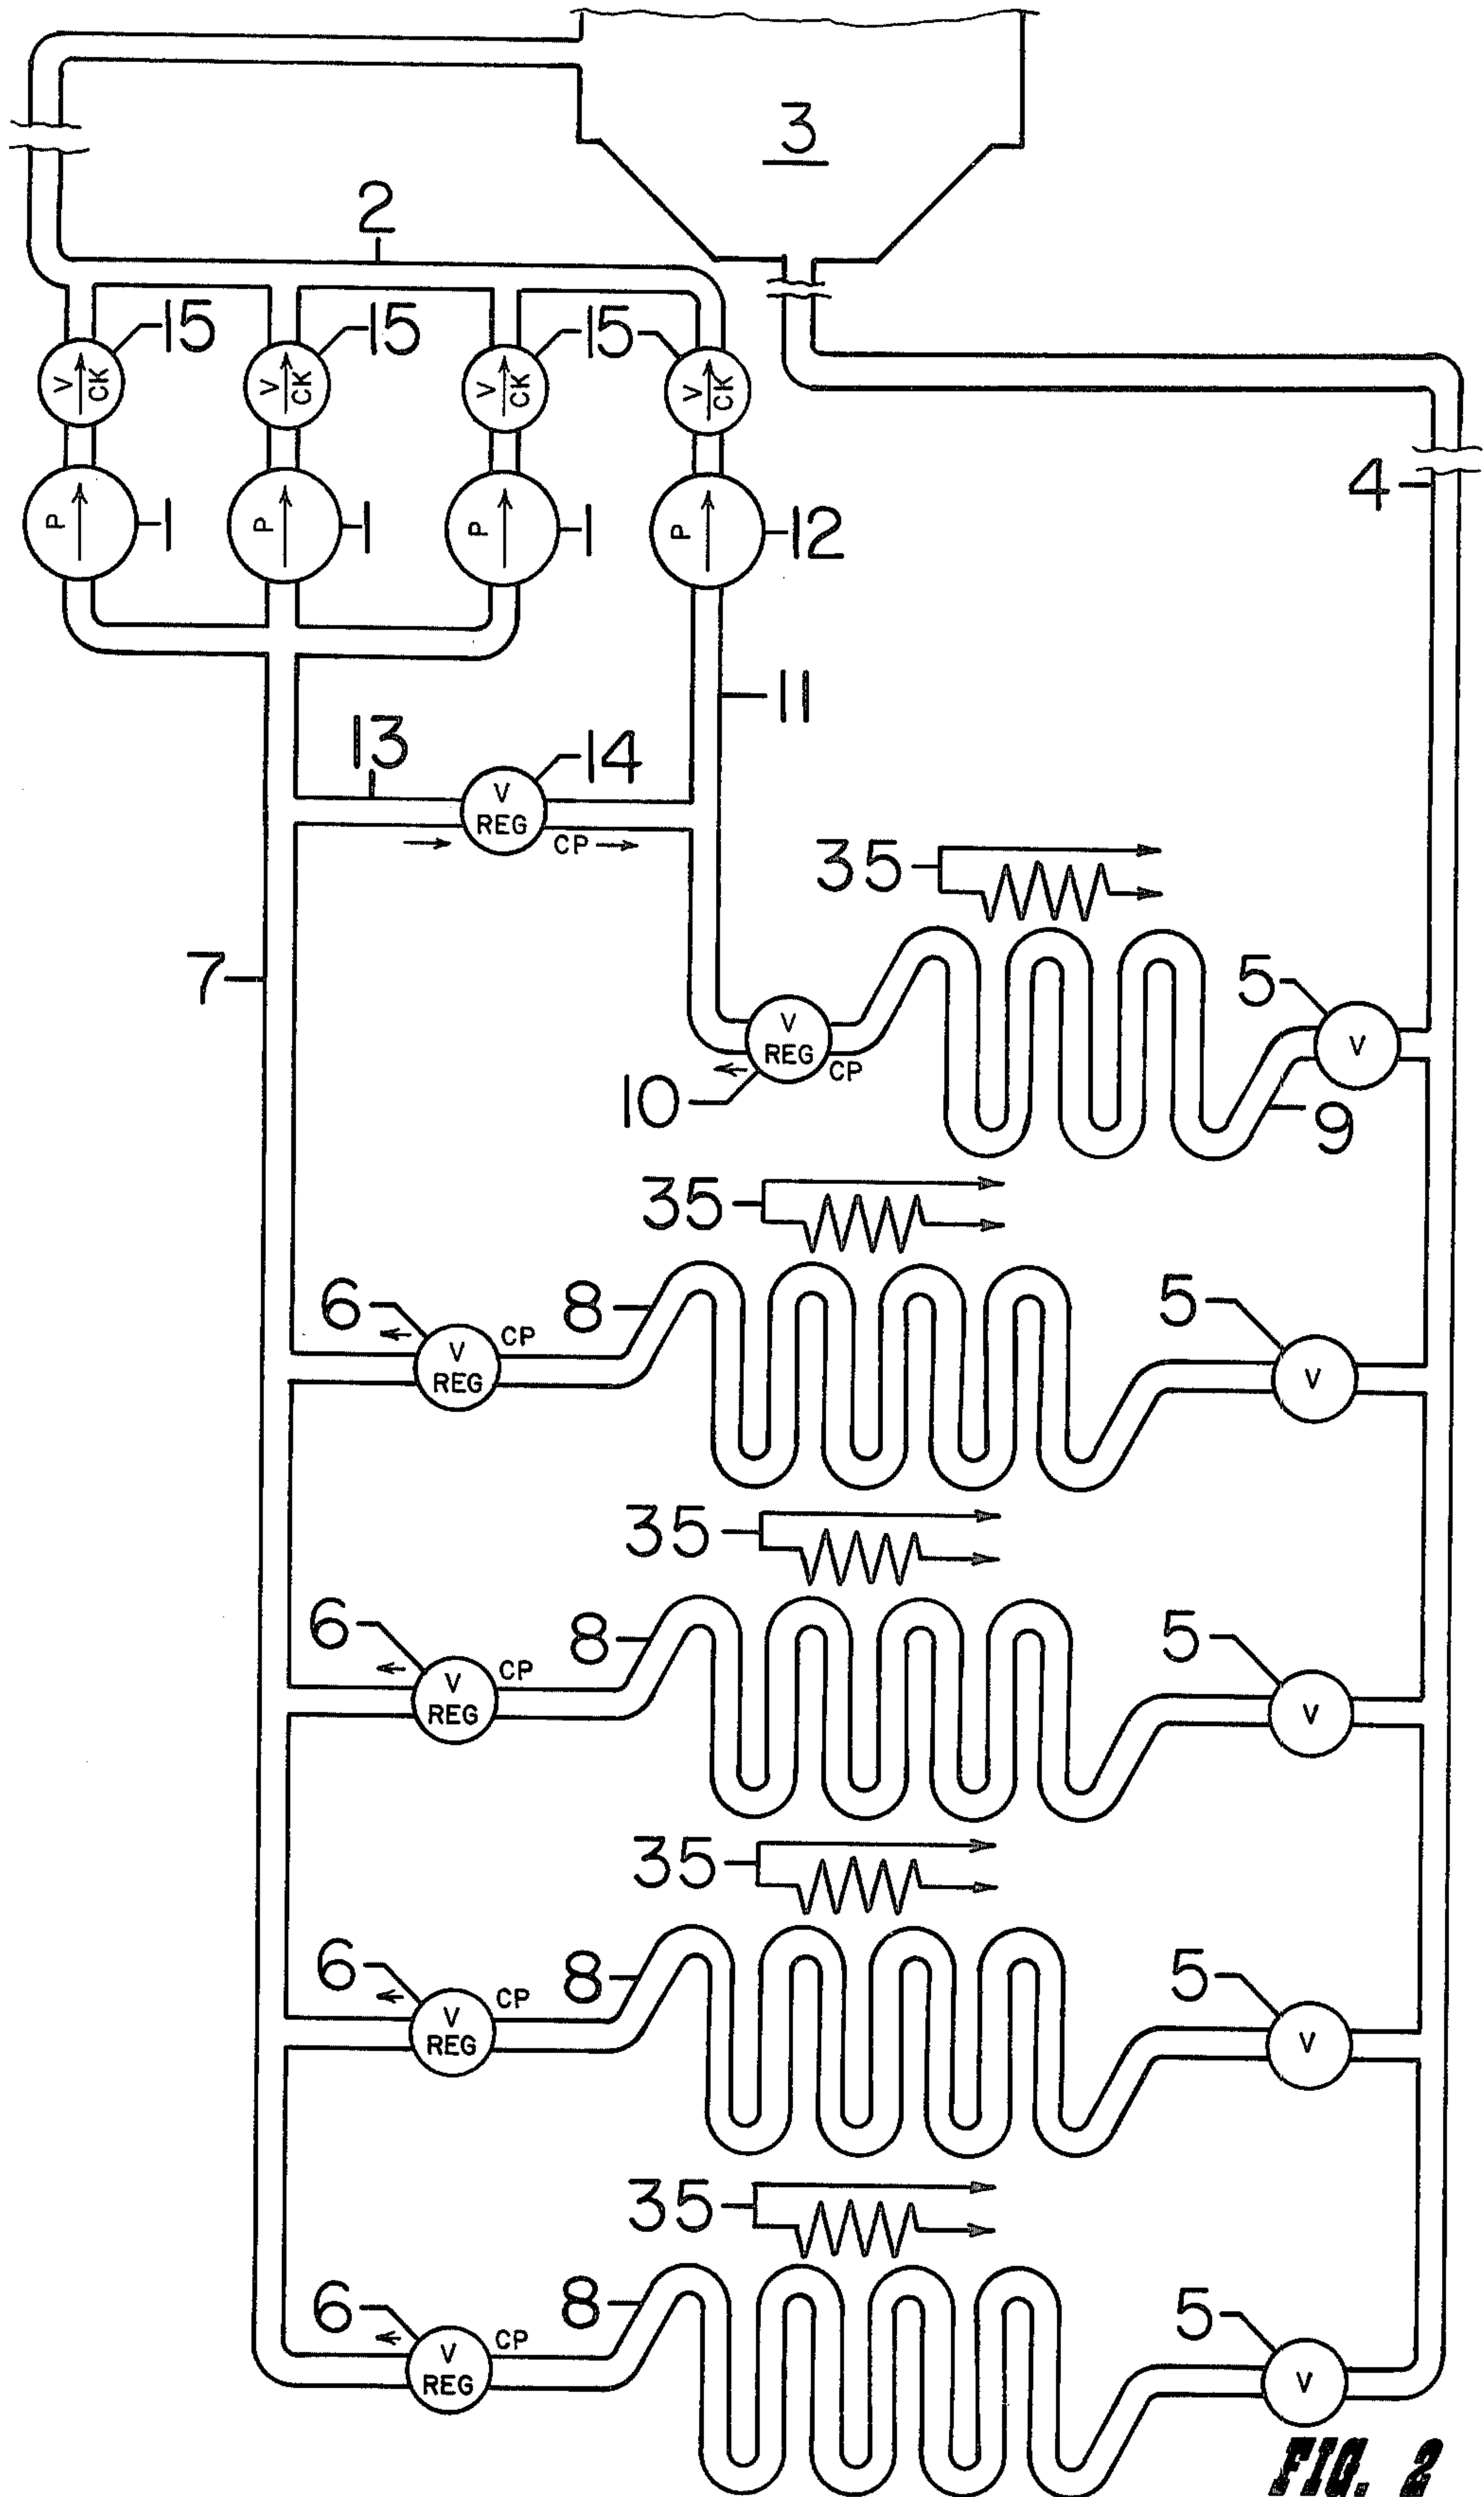 3
2
15 15 15
V CK V CK V CK V CK
4
P 1 P 1 P 1 P 12
11
13 14
V REG
CP
35
7
5
V REG
V
CP
10
9
35
6 8 5
CP
V REG
V
35
6 8 5
CP
V REG
V
35
6 8 5
CP
V REG
V
35
6 8 5
CP
V REG
V
FIG. 2